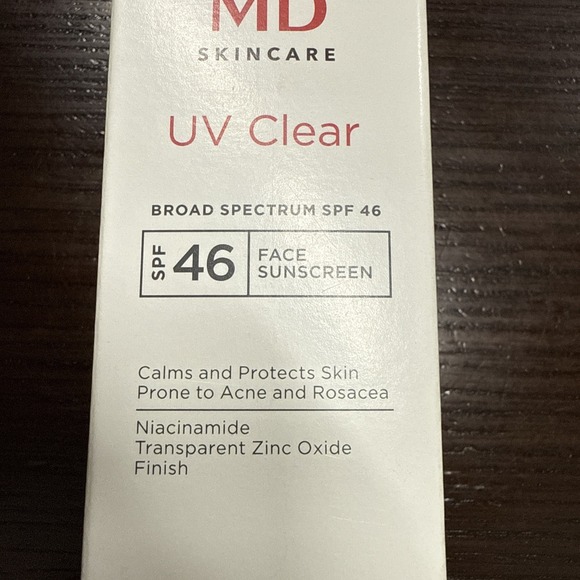 MD
SKINCARE
UV Clear
BROAD SPECTRUM SPF 46
SPF 46 FACE
SUNSCREEN
Calms and Protects Skin
Prone to Acne and Rosacea
Niacinamide
Transparent Zinc Oxide
Finish